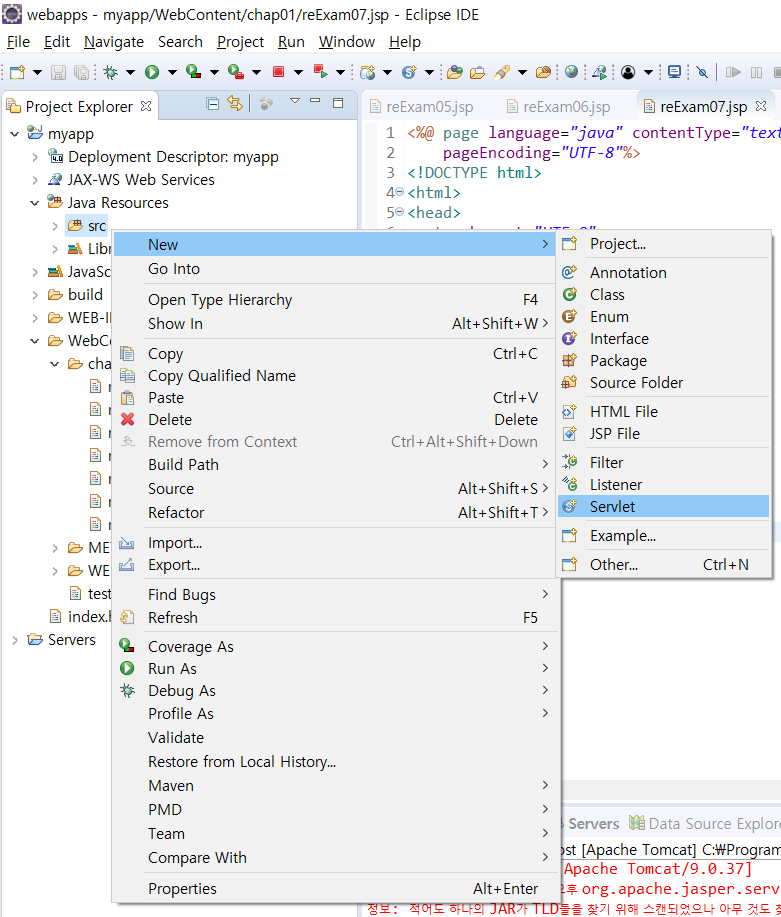 webapps - myapp/WebContent/chap01/reExam07.jsp - Eclipse IDE
File Edit Navigate Search Project Run Window Help
Project Explorer
reExam05.jsp reExam06.jsp reExam07.jsp
myapp
Deployment Descriptor: myapp
JAX-WS Web Services
Java Resources
src
JavaSc
build
WEB-I
index.h
Servers
1 <%@ page language="java" contentType="text
2 pageEncoding="UTF-8"%>
3 <!DOCTYPE html>
4 <html>
5 <head>
New
Go Into
Open Type Hierarchy F4
Show In Alt+Shift+W
Copy Ctrl+C
Copy Qualified Name
Paste Ctrl+V
Delete Delete
Remove from Context Ctrl+Alt+Shift+Down
Build Path
Source Alt+Shift+S
Refactor Alt+Shift+T
Import...
Export...
Find Bugs
Refresh F5
Coverage As
Run As
Debug As
Profile As
Validate
Restore from Local History...
Maven
PMD
Team
Compare With
Properties Alt+Enter
Project...
Annotation
Class
Enum
Interface
Package
Source Folder
HTML File
JSP File
Filter
Listener
Servlet
Example...
Other... Ctrl+N
Servers Data Source Explore
ost [Apache Tomcat] C:₩Program
[Apache Tomcat/9.0.37]
오후 org.apache.jasper.serv
정보: 적어도 하나의 JAR가 TLD들을 찾기 위해 스캔되었으나 아무 것도 찾